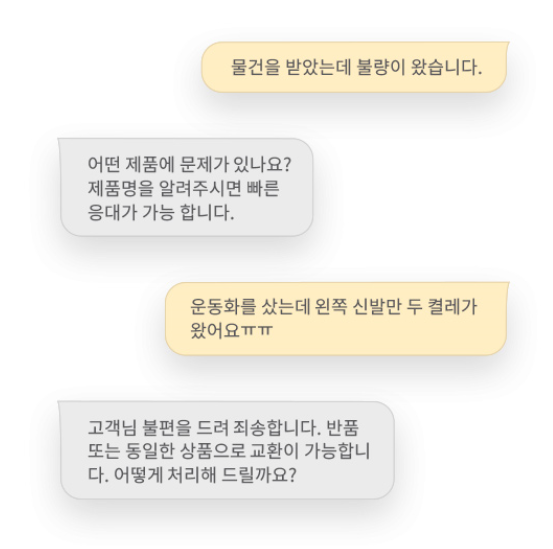 물건을 받았는데 불량이 왔습니다.
어떤 제품에 문제가 있나요?
제품명을 알려주시면 빠른
응대가 가능 합니다.
운동화를 샀는데 왼쪽 신발만 두 켤레가
왔어요ㅠㅠ
고객님 불편을 드려 죄송합니다. 반품
또는 동일한 상품으로 교환이 가능합니
다. 어떻게 처리해 드릴까요?